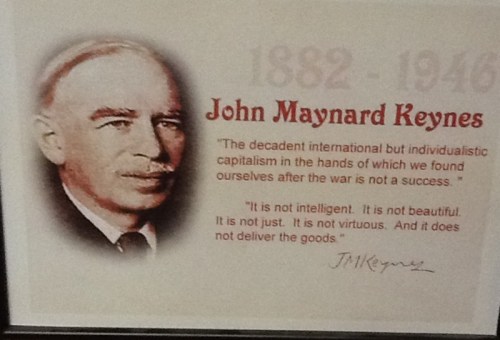 1882 - 1946
John Maynard Keynes
"The decadent international but individualistic
capitalism in the hands of which we found
ourselves after the war is not a success. "
"It is not intelligent. It is not beautiful.
It is not just. It is not virtuous. And it does
not deliver the goods."
JMKeynes